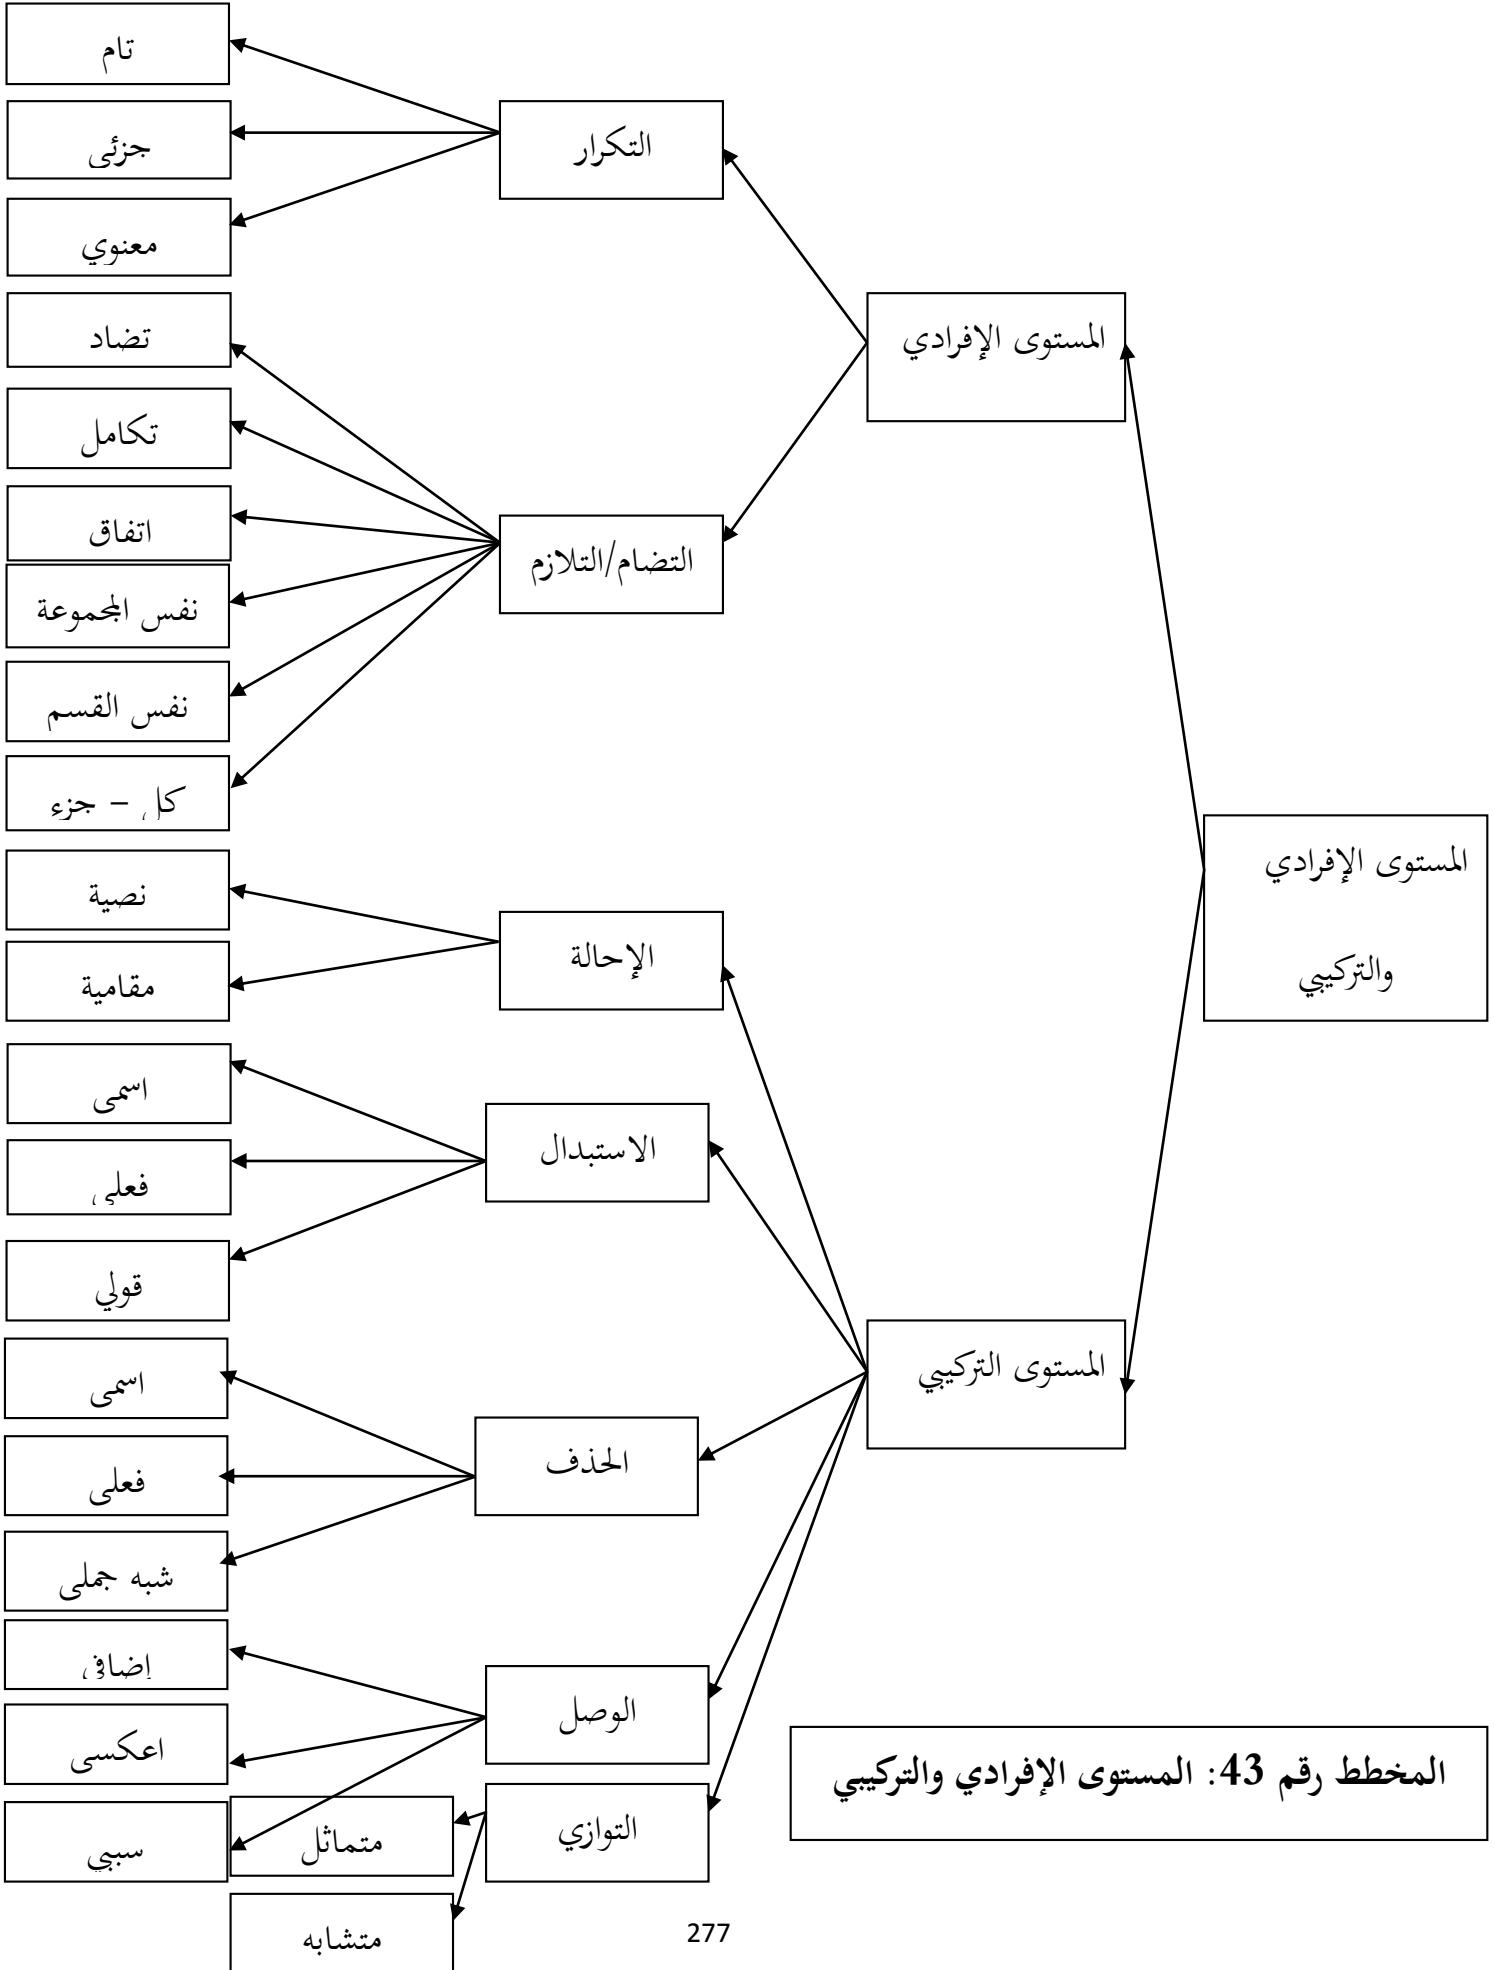 تام
التكرار
جزئي
معنوي
تضاد
المستوى الإفرادي
تكامل
اتفاق
التضام/التلازم
نفس المجموعة
نفس القسم
كل – جزء
المستوى الإفرادي
والتركيبي
نصية
الإحالة
مقامية
اسمي
الاستبدال
فعلي
قولي
المستوى التركيبي
اسمي
الحذف
فعلي
شبه جملي
إضافي
الوصل
اعكسي
المخطط رقم 43: المستوى الإفرادي والتركيبي
التوازي
متماثل
سببي
متشابه
277